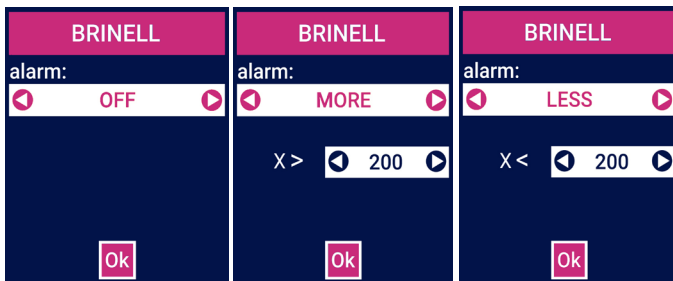 BRINELL
alarm:
OFF
Ok
BRINELL
alarm:
MORE
X > 200
Ok
BRINELL
alarm:
LESS
X < 200
Ok